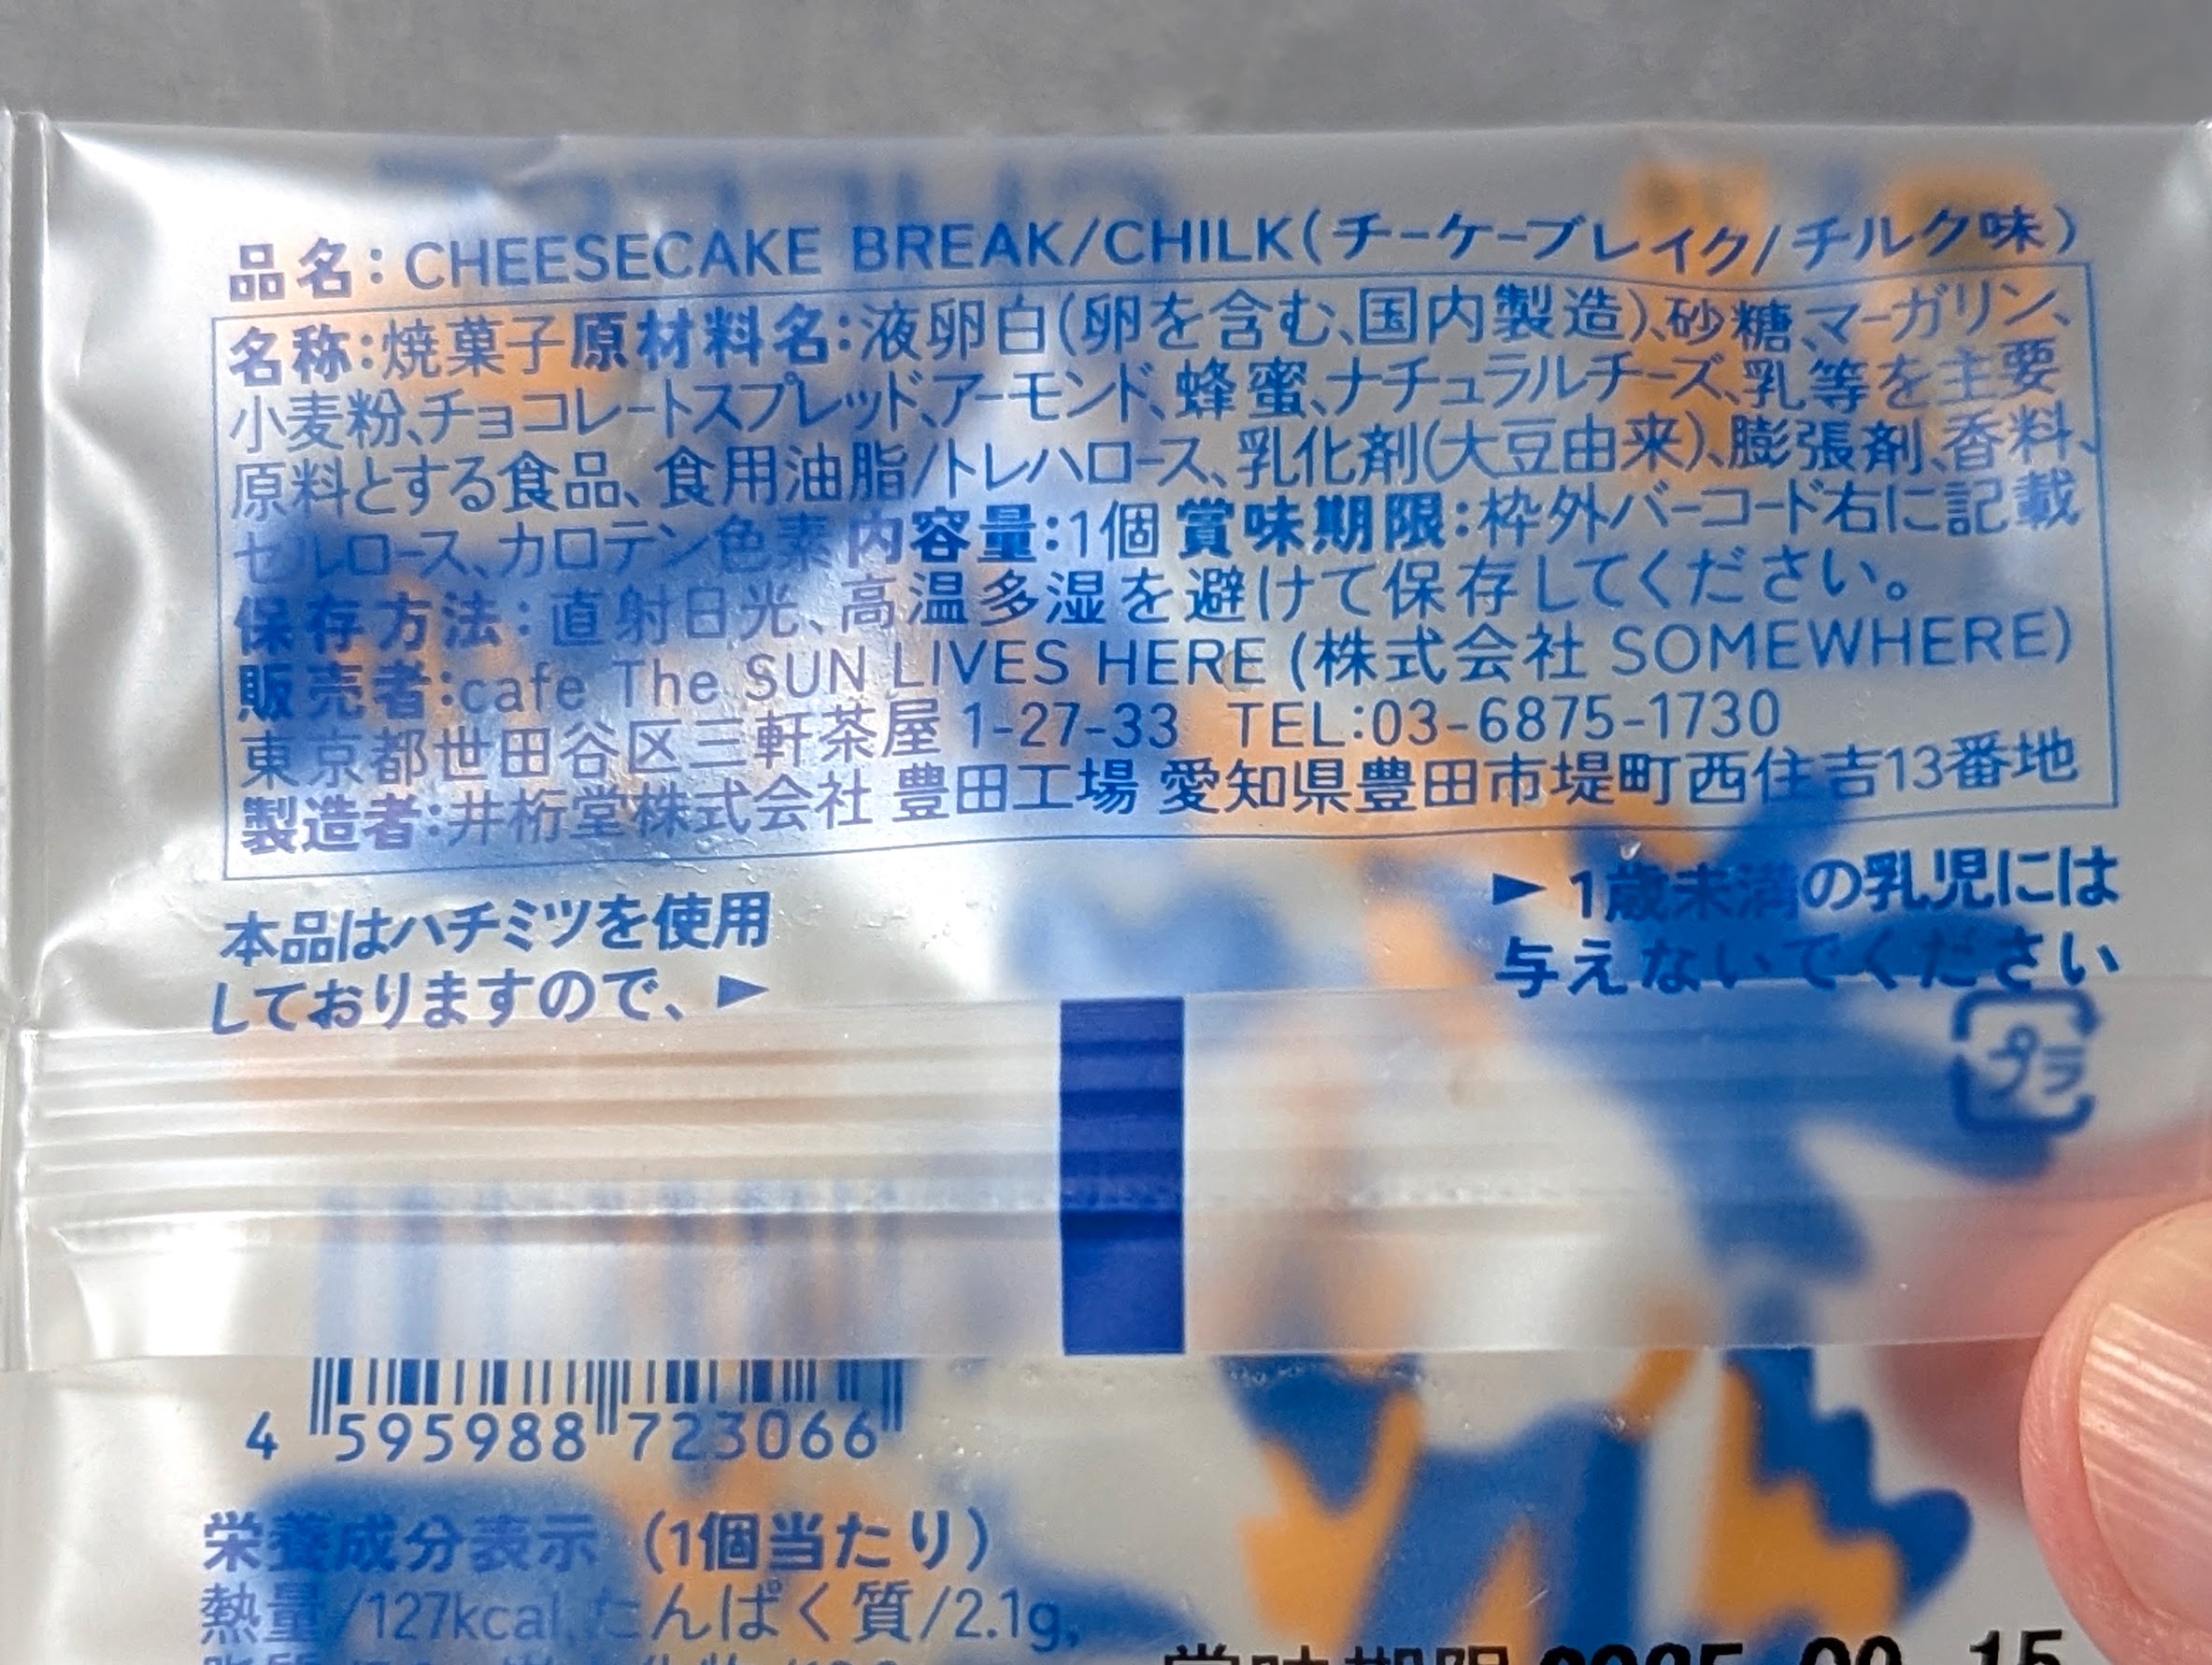 品名：CHEESECAKE BREAK/CHILK(チーケーブレイク/チルク味)
名称：焼菓子 原材料名：液卵白(卵を含む、国内製造)、砂糖、マーガリン、
小麦粉、チョコレートスプレッド、アーモンド、蜂蜜、ナチュラルチーズ、乳等を主要
原料とする食品、食用油脂/トレハロース、乳化剤(大豆由来)、膨張剤、香料、
セルロース、カロテン色素 内容量：1個 賞味期限：枠外バーコード右に記載
保存方法：直射日光、高温多湿を避けて保存してください。
販売者：cafe The SUN LIVES HERE (株式会社 SOMEWHERE)
東京都世田谷区三軒茶屋 1-27-33 TEL:03-6875-1730
製造者：井桁堂株式会社 豊田工場 愛知県豊田市堤町西住吉13番地
本品はハチミツを使用
しておりますので、▶
▶1歳未満の乳児には
与えないでください
プラ
4 595988 723066
栄養成分表示（1個当たり）
熱量/127kcal,たんぱく質/2.1g,
賞味期限